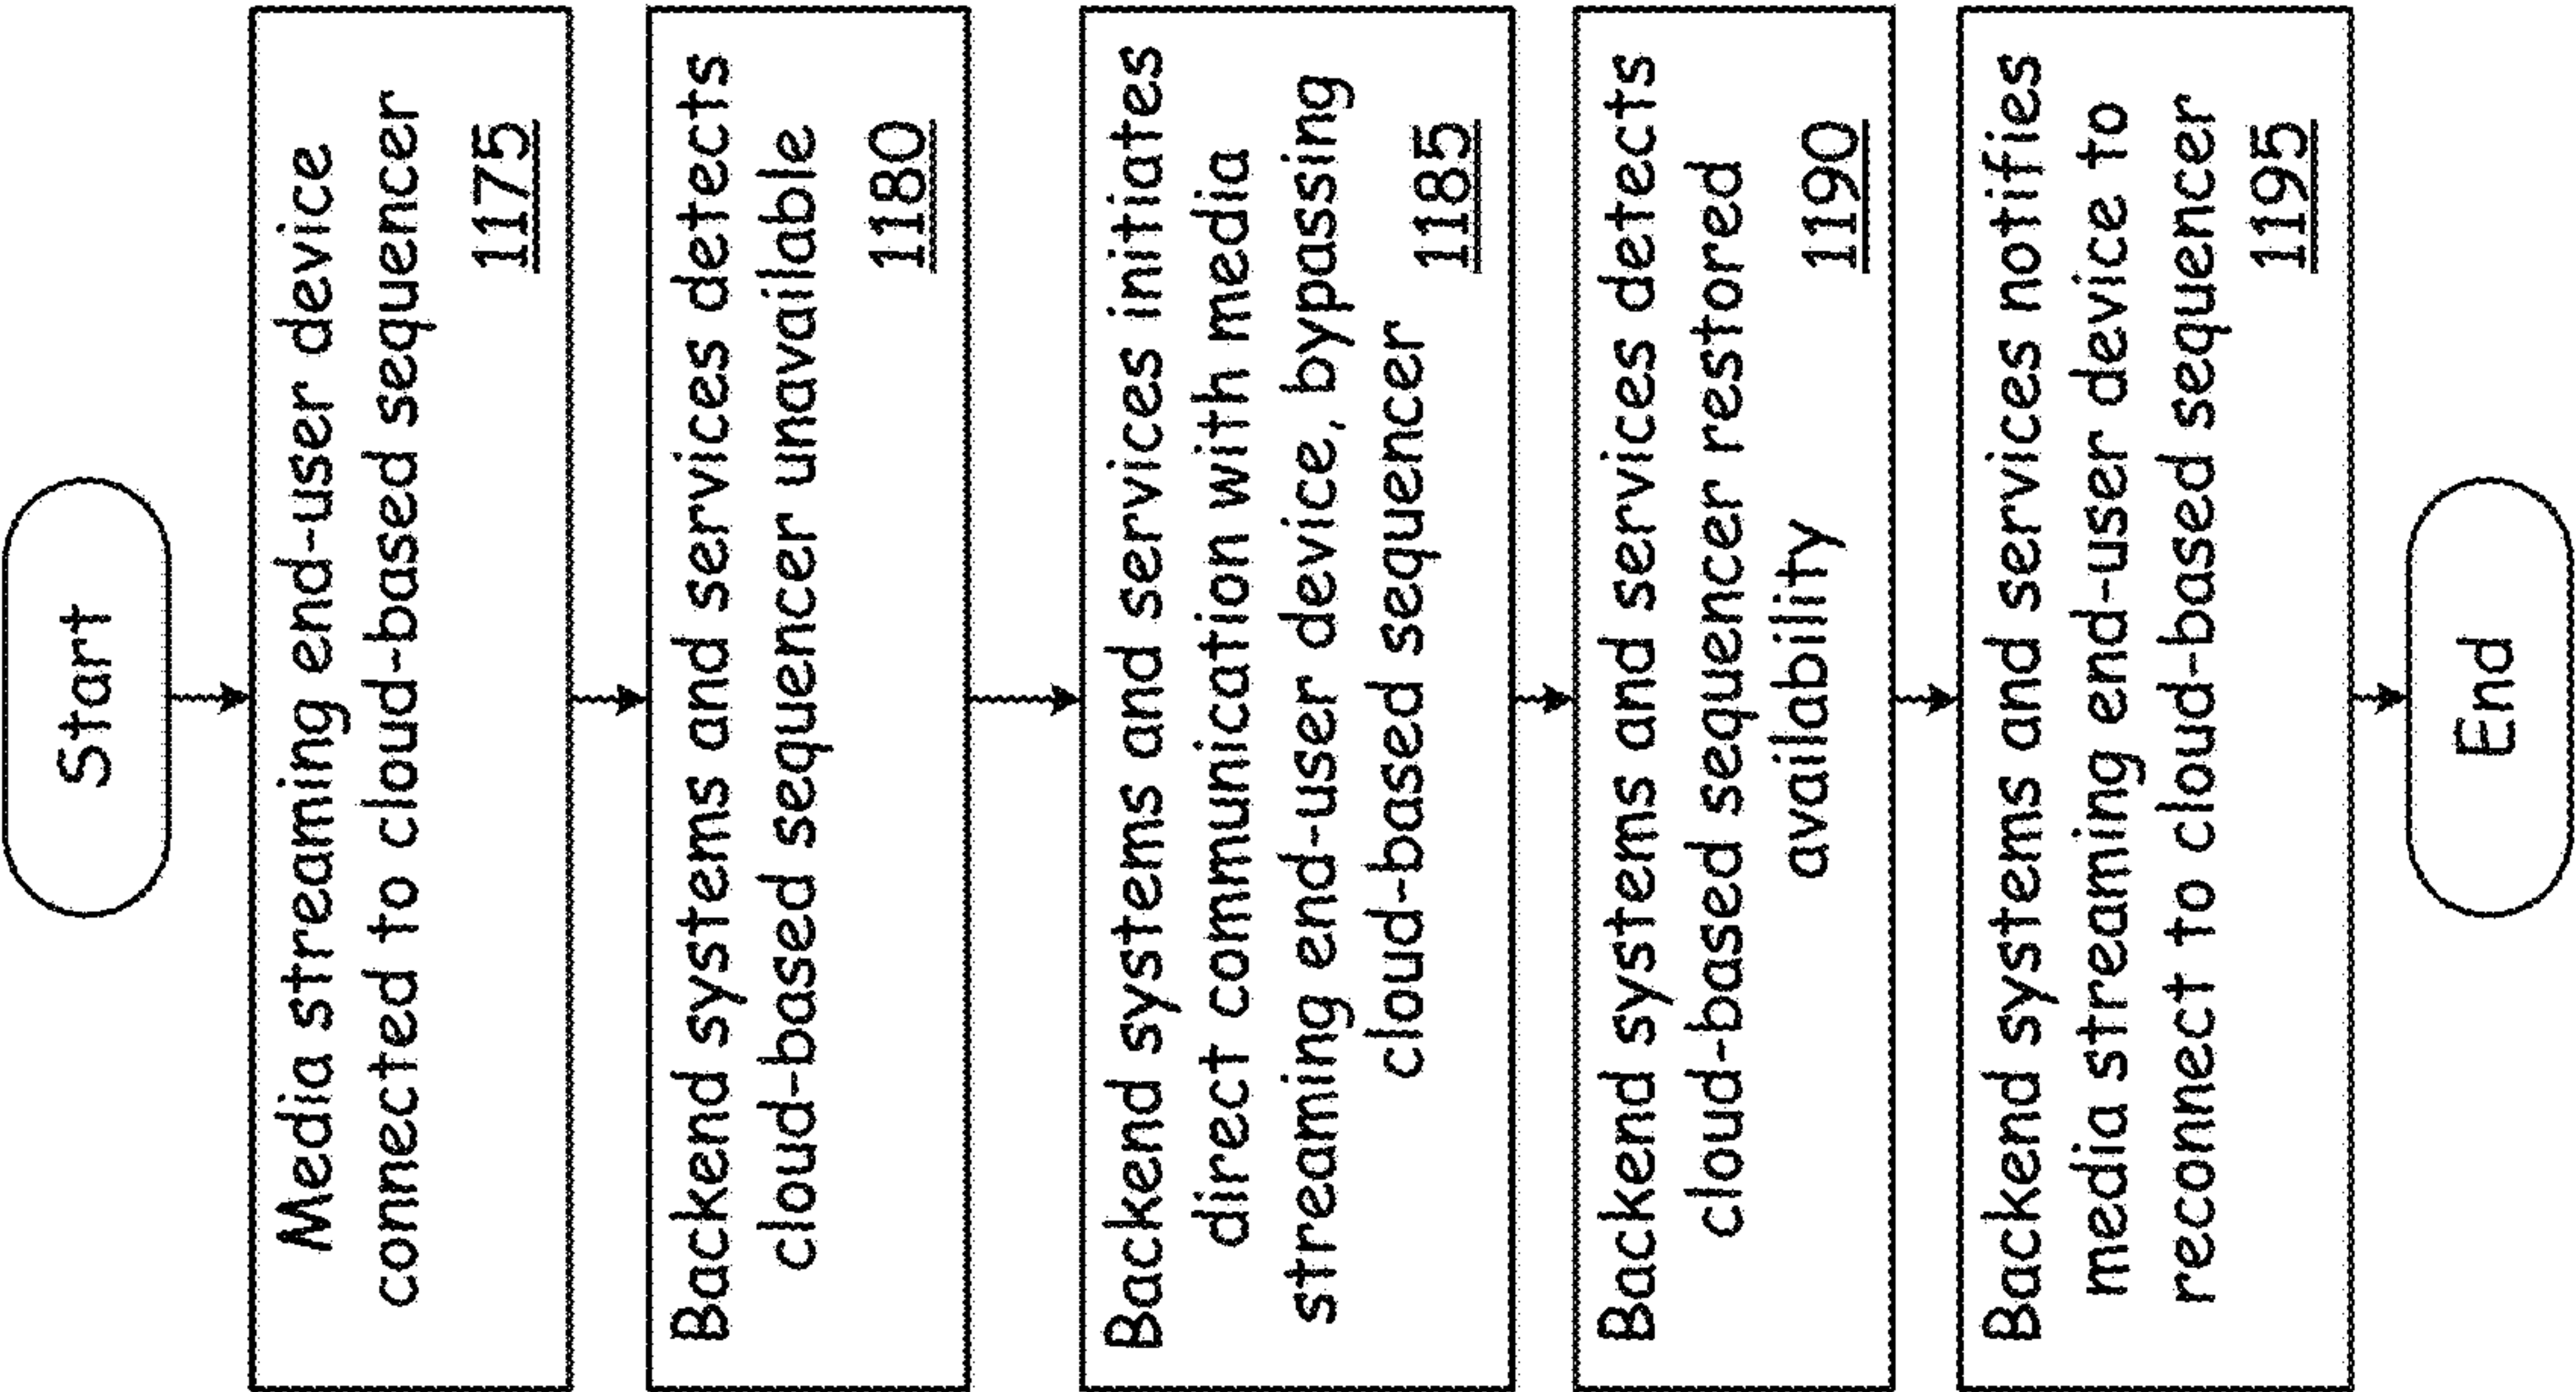 Start
Media streaming end-user device
connected to cloud-based sequencer
1175
Backend systems and services detects
cloud-based sequencer unavailable
1180
Backend systems and services initiates
direct communication with media
streaming end-user device, bypassing
cloud-based sequencer
1185
Backend systems and services detects
cloud-based sequencer restored
availability
1190
Backend systems and services notifies
media streaming end-user device to
reconnect to cloud-based sequencer
1195
End